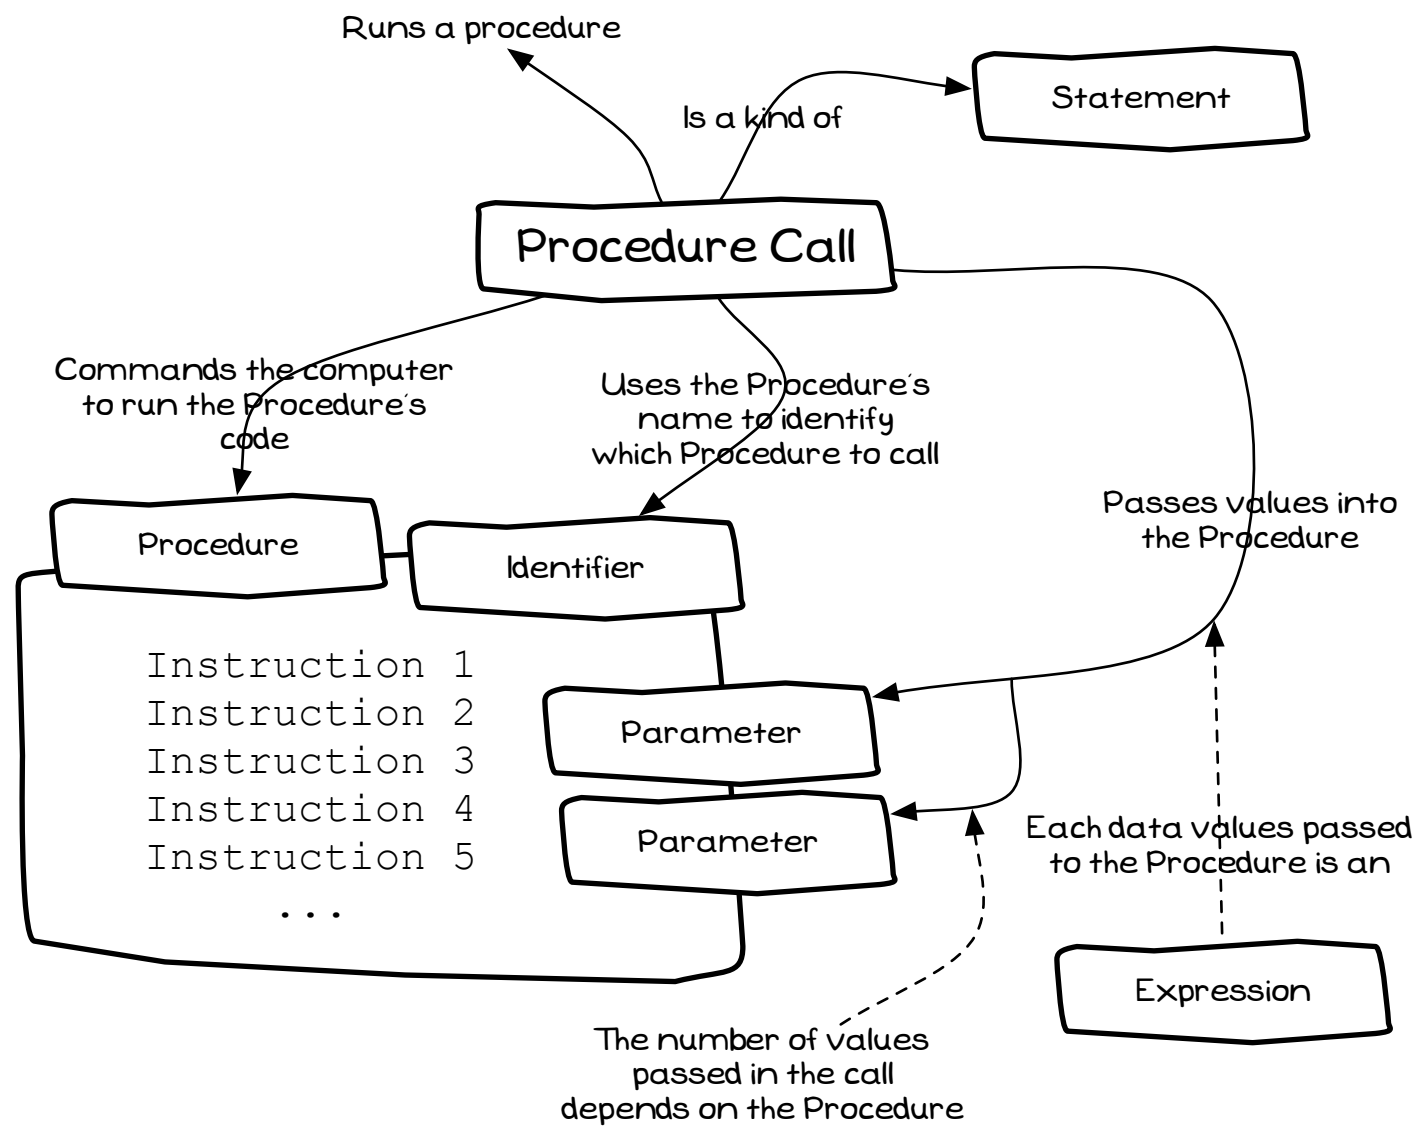 Runs a procedure
Is a kind of
Statement
Procedure Call
Commands the computer
to run the Procedure's
code
Uses the Procedure's
name to identify
which Procedure to call
Passes values into
the Procedure
Procedure
Identifier
Instruction 1
Instruction 2
Instruction 3
Instruction 4
Instruction 5
...
Parameter
Parameter
Each data values passed
to the Procedure is an
Expression
The number of values
passed in the call
depends on the Procedure